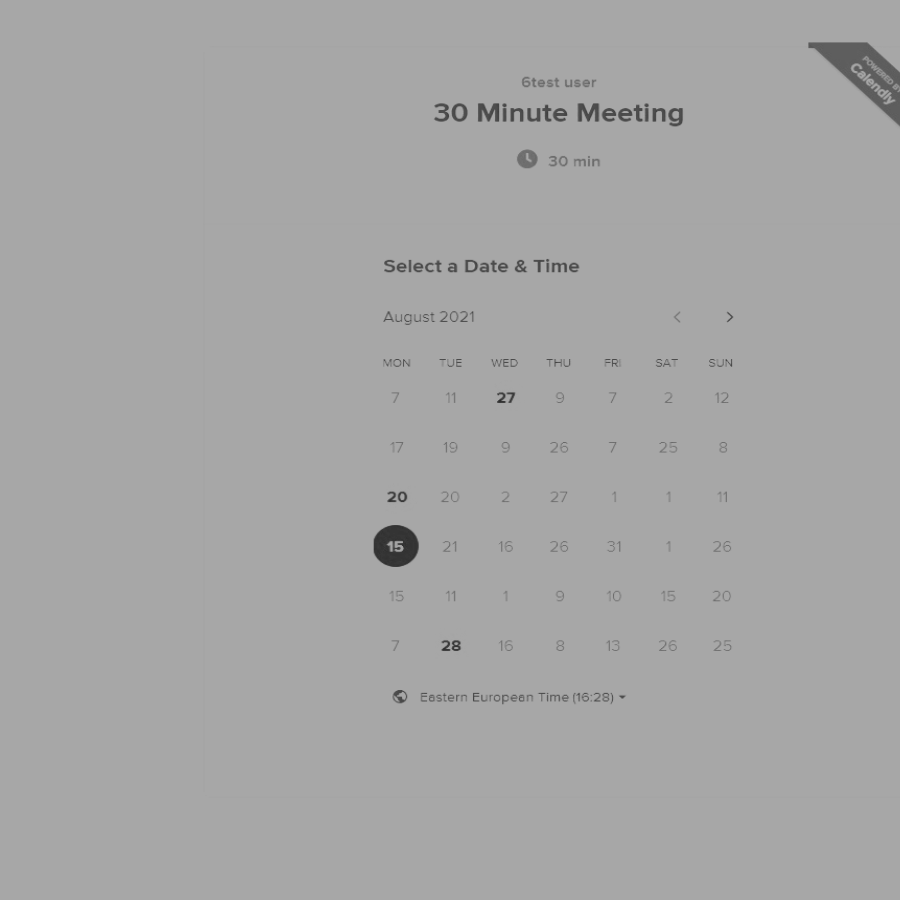 POWERED BY
Calendly
6test user
30 Minute Meeting
30 min
Select a Date & Time
August 2021
MON TUE WED THU FRI SAT SUN
7 11 27 9 7 2 12
17 19 9 26 7 25 8
20 20 2 27 1 1 11
15 21 16 26 31 1 26
15 11 1 9 10 15 20
7 28 16 8 13 26 25
Eastern European Time (16:28)